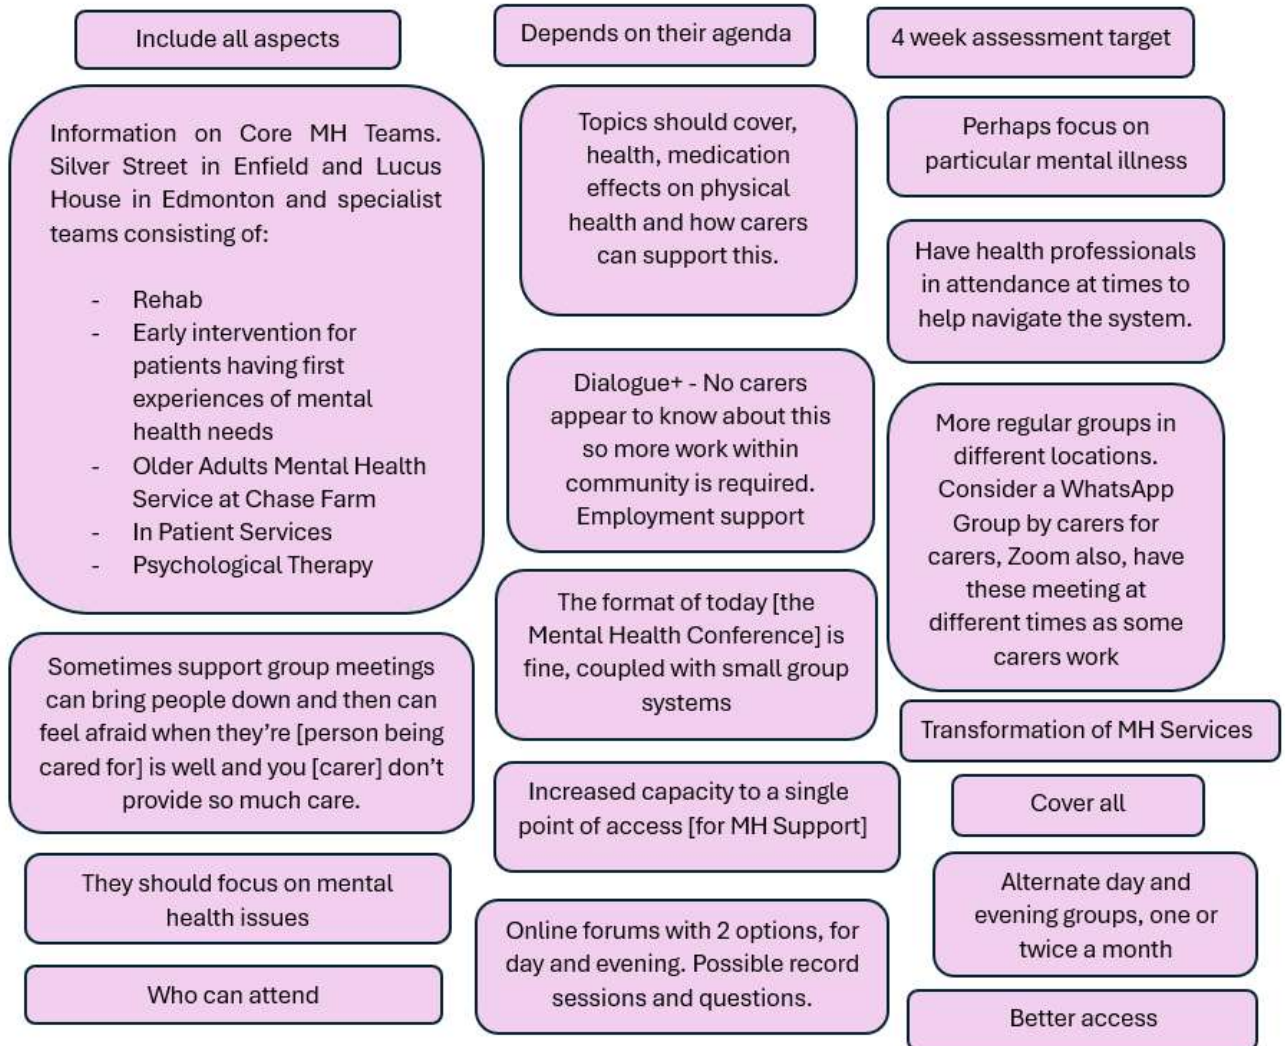 Include all aspects
Information on Core MH Teams.
Silver Street in Enfield and Lucus
House in Edmonton and specialist
teams consisting of:
- Rehab
- Early intervention for
patients having first
experiences of mental
health needs
- Older Adults Mental Health
Service at Chase Farm
- In Patient Services
- Psychological Therapy
Sometimes support group meetings
can bring people down and then can
feel afraid when they’re [person being
cared for] is well and you [carer] don’t
provide so much care.
They should focus on mental
health issues
Who can attend
Depends on their agenda
Topics should cover,
health, medication
effects on physical
health and how carers
can support this.
Dialogue+ - No carers
appear to know about this
so more work within
community is required.
Employment support
The format of today [the
Mental Health Conference] is
fine, coupled with small group
systems
Increased capacity to a single
point of access [for MH Support]
Online forums with 2 options, for
day and evening. Possible record
sessions and questions.
4 week assessment target
Perhaps focus on
particular mental illness
Have health professionals
in attendance at times to
help navigate the system.
More regular groups in
different locations.
Consider a WhatsApp
Group by carers for
carers, Zoom also, have
these meeting at
different times as some
carers work
Transformation of MH Services
Cover all
Alternate day and
evening groups, one or
twice a month
Better access